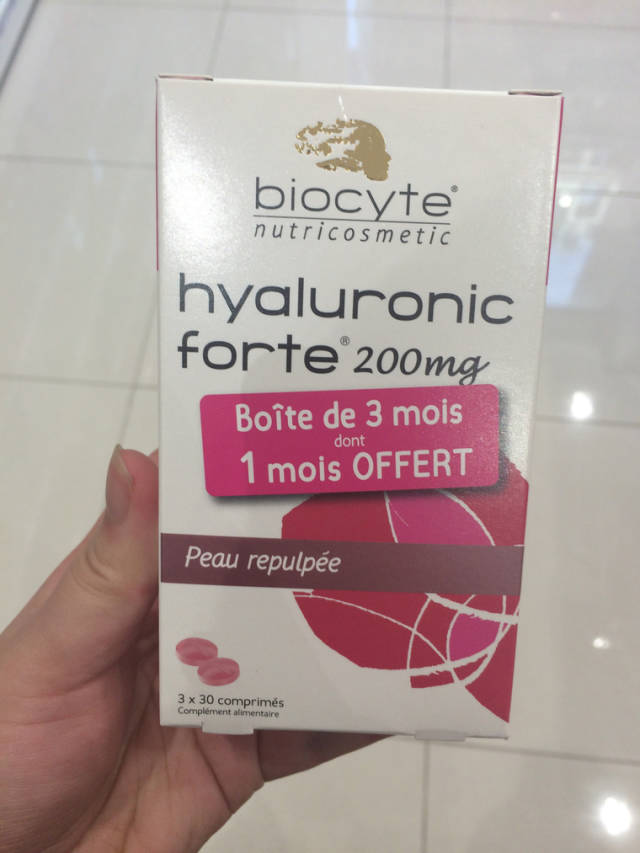 biocyte®
nutricosmetic
hyaluronic
forte® 200mg
Boîte de 3 mois
dont
1 mois OFFERT
Peau repulpée
3 x 30 comprimés
Complément alimentaire